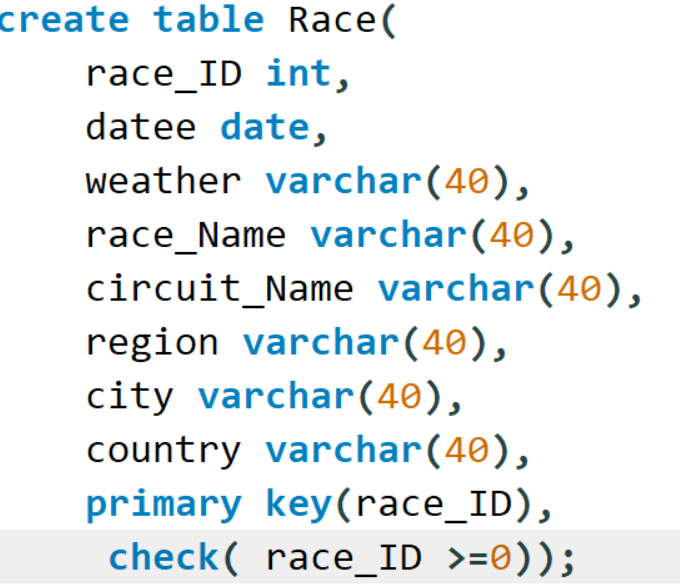 create table Race(
race_ID int,
datee date,
weather varchar(40),
race_Name varchar(40),
circuit_Name varchar(40),
region varchar(40),
city varchar(40),
country varchar(40),
primary key(race_ID),
check( race_ID >=0));